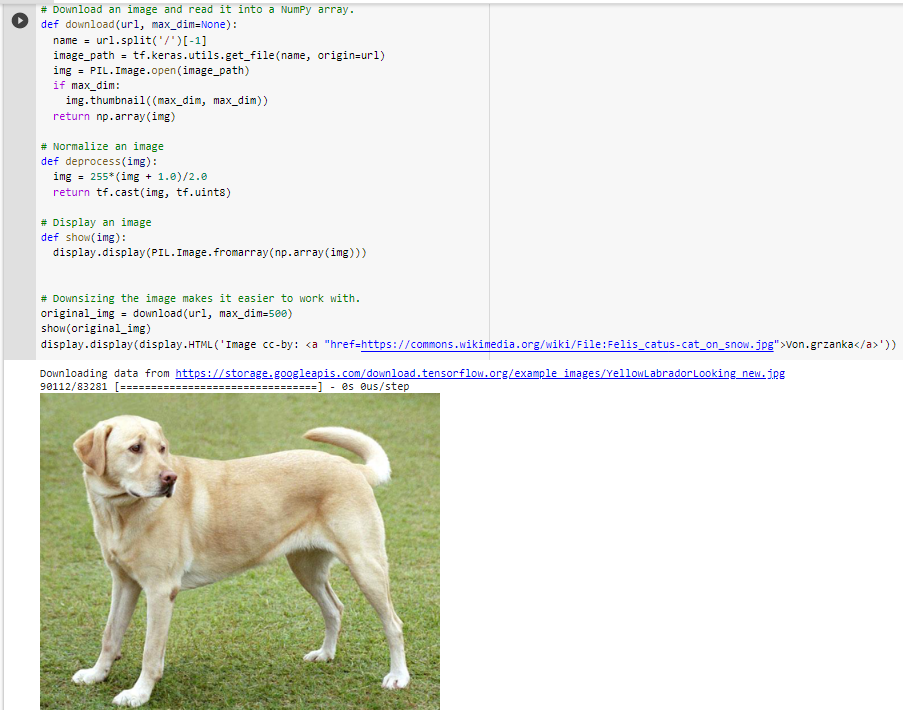 # Download an image and read it into a NumPy array.
def download(url, max_dim=None):
  name = url.split('/')[-1]
  image_path = tf.keras.utils.get_file(name, origin=url)
  img = PIL.Image.open(image_path)
  if max_dim:
    img.thumbnail((max_dim, max_dim))
  return np.array(img)
# Normalize an image
def deprocess(img):
  img = 255*(img + 1.0)/2.0
  return tf.cast(img, tf.uint8)
# Display an image
def show(img):
  display.display(PIL.Image.fromarray(np.array(img)))
# Downsizing the image makes it easier to work with.
original_img = download(url, max_dim=500)
show(original_img)
display.display(display.HTML('Image cc-by: <a "href=https://commons.wikimedia.org/wiki/File:Felis_catus-cat_on_snow.jpg">Von.grzanka</a>'))
Downloading data from https://storage.googleapis.com/download.tensorflow.org/example_images/YellowLabradorLooking_new.jpg
90112/83281 [================================] - 0s 0us/step